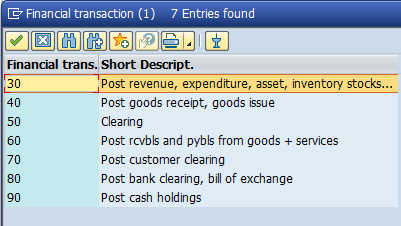 Financial transaction (1) 7 Entries found
Financial trans. Short Descript.
30 Post revenue, expenditure, asset, inventory stocks...
40 Post goods receipt, goods issue
50 Clearing
60 Post rcvbls and pybls from goods + services
70 Post customer clearing
80 Post bank clearing, bill of exchange
90 Post cash holdings